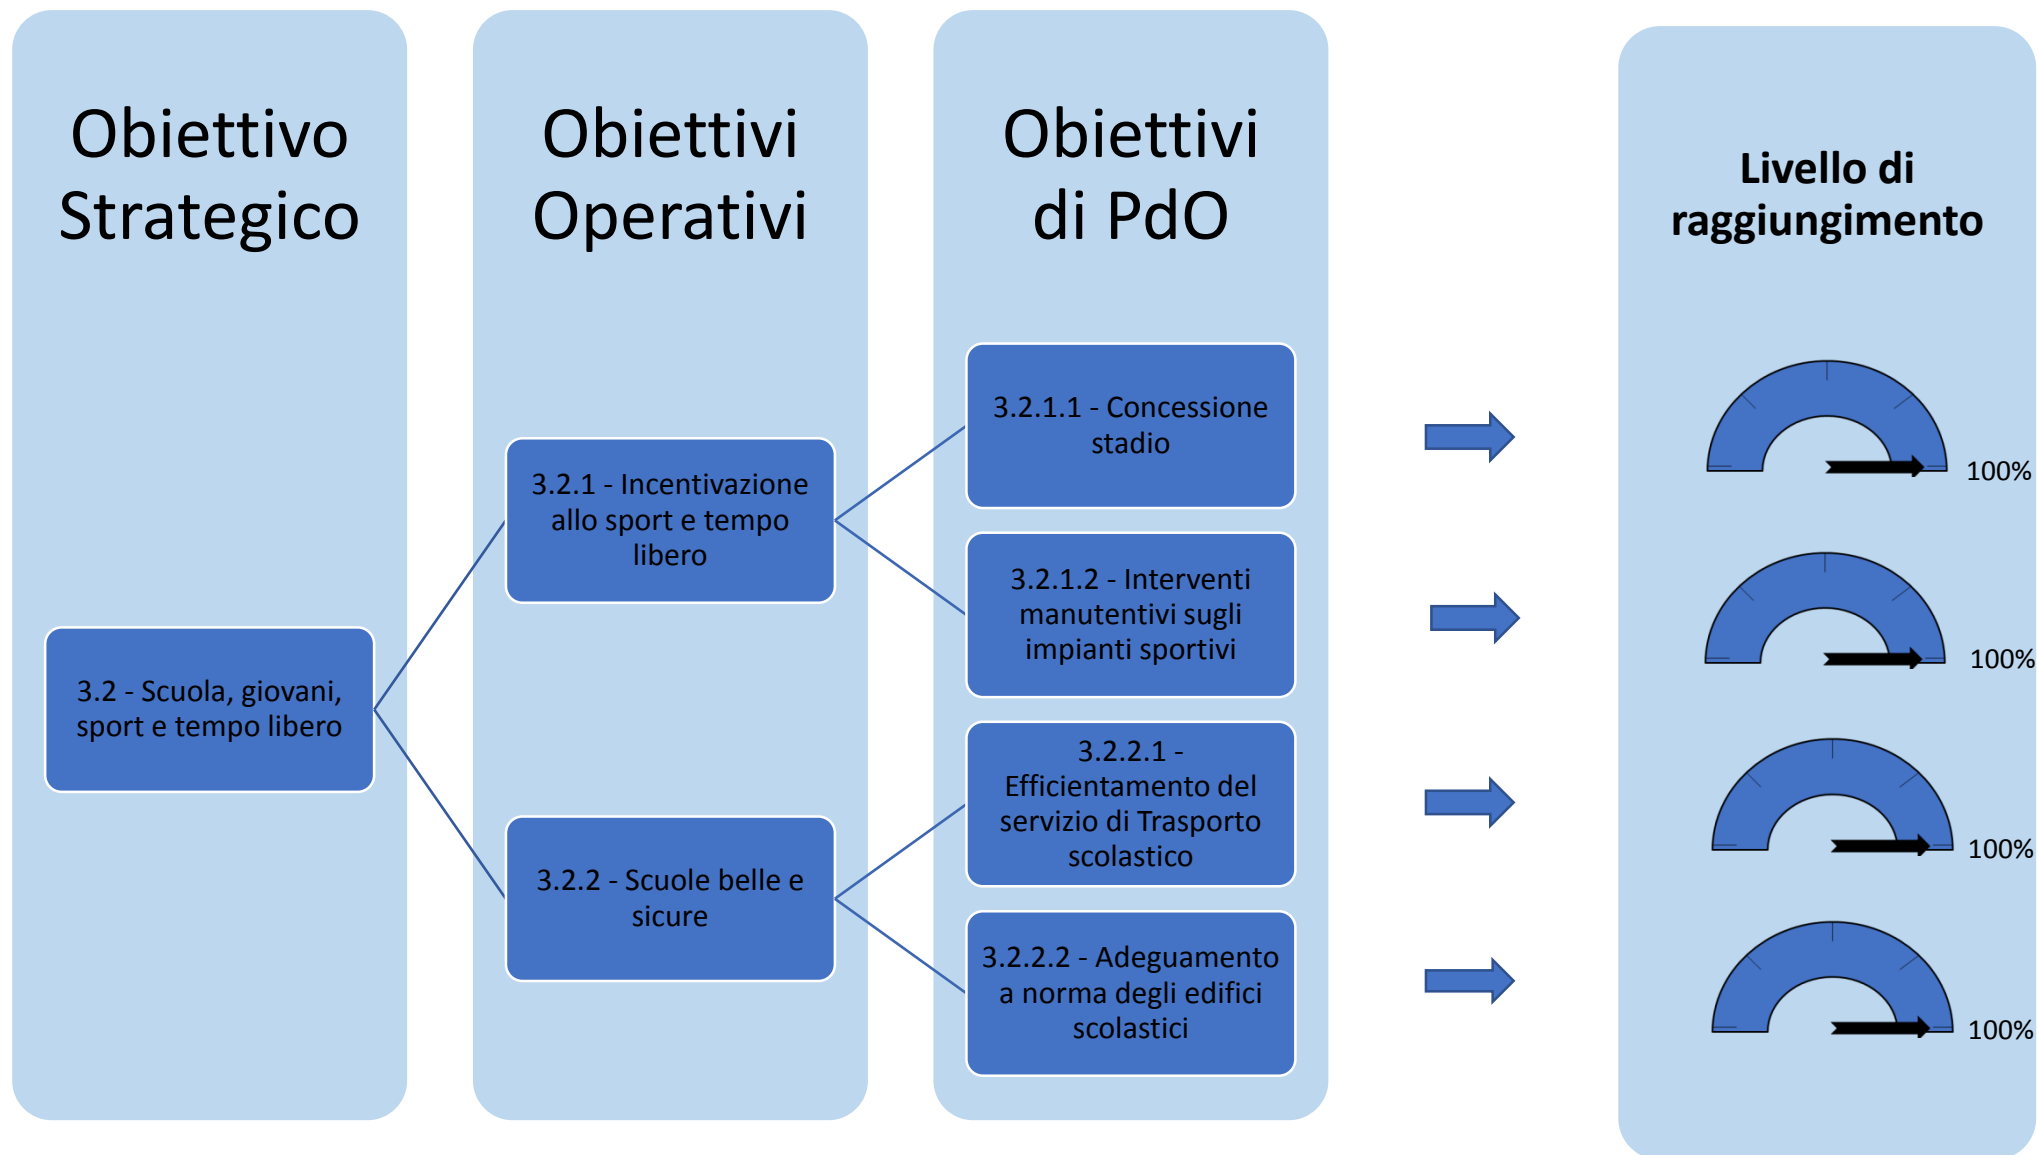 Obiettivo
Strategico
Obiettivi
Operativi
Obiettivi
di PdO
Livello di
raggiungimento
3.2 - Scuola, giovani,
sport e tempo libero
3.2.1 - Incentivazione
allo sport e tempo
libero
3.2.2 - Scuole belle e
sicure
3.2.1.1 - Concessione
stadio
3.2.1.2 - Interventi
manutentivi sugli
impianti sportivi
3.2.2.1 -
Efficientamento del
servizio di Trasporto
scolastico
3.2.2.2 - Adeguamento
a norma degli edifici
scolastici
100%
100%
100%
100%